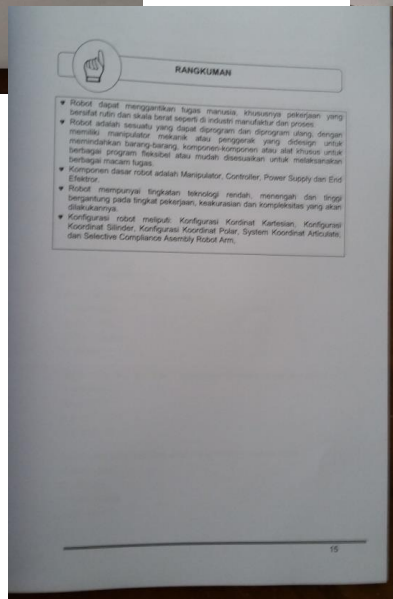 RANGKUMAN
♥ Robot dapat menggantikan tugas manusia, khususnya pekerjaan yang
bersifat rutin dan skala berat seperti di industri manufaktur dan proses.
♥ Robot adalah sesuatu yang dapat diprogram dan diprogram ulang, dengan
memiliki manipulator mekanik atau penggerak yang didesign untuk
memindahkan barang-barang, komponen-komponen atau alat khusus untuk
berbagai program fleksibel atau mudah disesuaikan untuk melaksanakan
berbagai macam tugas.
♥ Komponen dasar robot adalah Manipulator, Controller, Power Supply dan End
Efektror.
♥ Robot mempunyai tingkatan teknologi rendah, menengah dan tinggi
bergantung pada tingkat pekerjaan, keakurasian dan kompleksitas yang akan
dilakukannya.
♥ Konfigurasi robot meliputi: Konfigurasi Kordinat Kartesian, Konfigurasi
Koordinat Silinder, Konfigurasi Koordinat Polar, System Koordinat Articulate,
dan Selective Compliance Asembly Robot Arm,
15